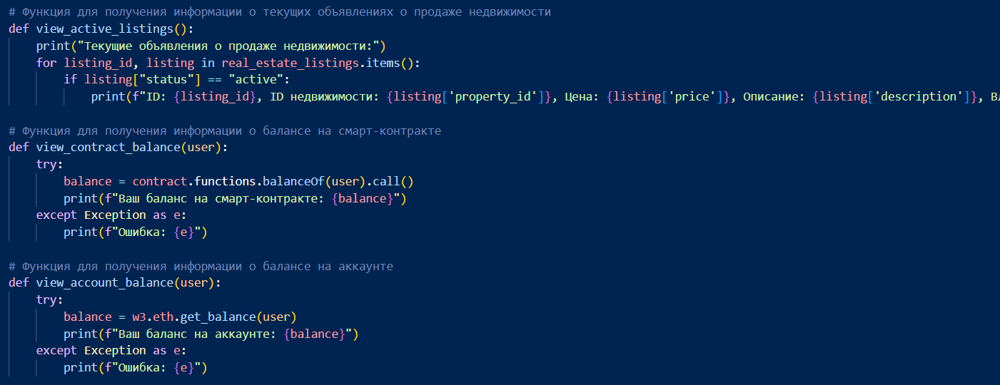 # Функция для получения информации о текущих объявлениях о продаже недвижимости
def view_active_listings():
    print("Текущие объявления о продаже недвижимости:")
    for listing_id, listing in real_estate_listings.items():
        if listing["status"] == "active":
            print(f"ID: {listing_id}, ID недвижимости: {listing['property_id']}, Цена: {listing['price']}, Описание: {listing['description']},
# Функция для получения информации о балансе на смарт-контракте
def view_contract_balance(user):
    try:
        balance = contract.functions.balanceOf(user).call()
        print(f"Ваш баланс на смарт-контракте: {balance}")
    except Exception as e:
        print(f"Ошибка: {e}")
# Функция для получения информации о балансе на аккаунте
def view_account_balance(user):
    try:
        balance = w3.eth.get_balance(user)
        print(f"Ваш баланс на аккаунте: {balance}")
    except Exception as e:
        print(f"Ошибка: {e}")